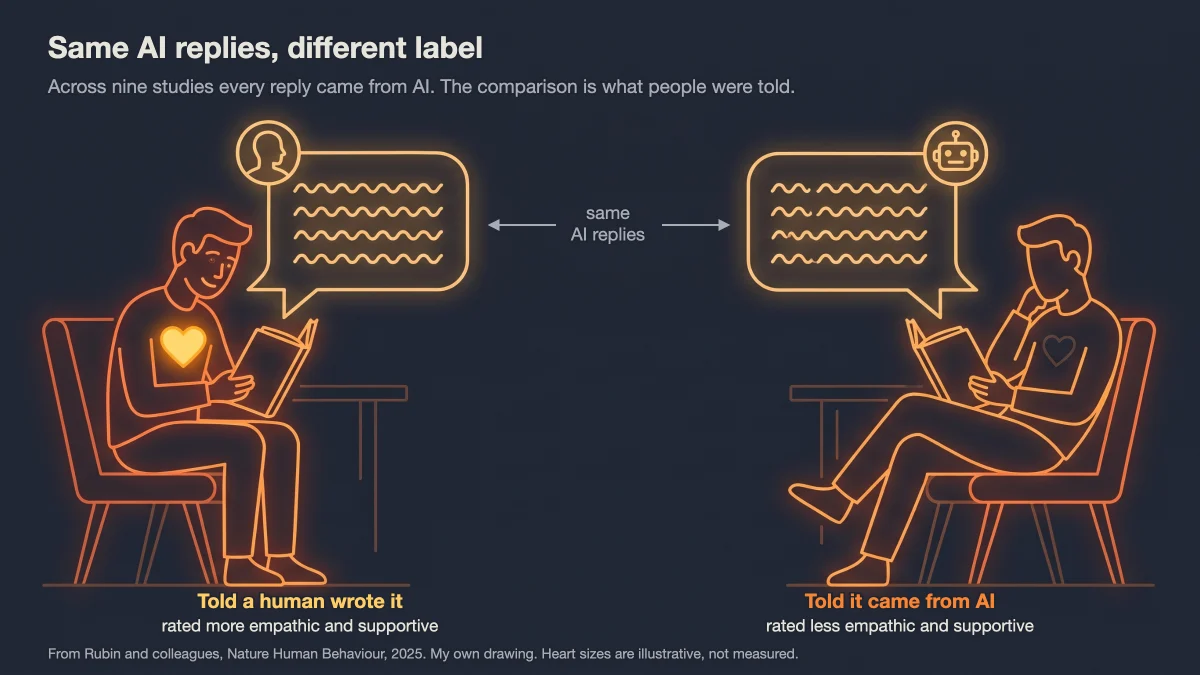 Same AI replies, different label
Across nine studies every reply came from AI. The comparison is what people were told.
same
AI replies
Told a human wrote it
rated more empathic and supportive
Told it came from AI
rated less empathic and supportive
From Rubin and colleagues, Nature Human Behaviour, 2025. My own drawing. Heart sizes are illustrative, not measured.